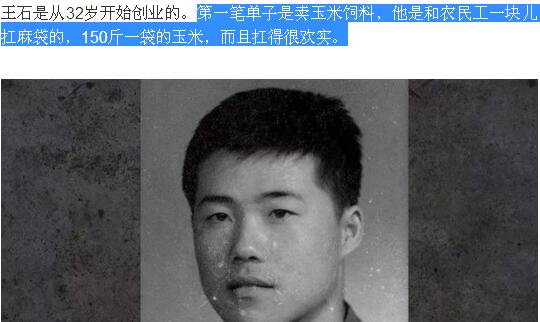 王石是从32岁开始创业的。第一笔单子是卖玉米饲料，他是和农民工一块儿
扛麻袋的，150斤一袋的玉米，而且扛得很欢实。